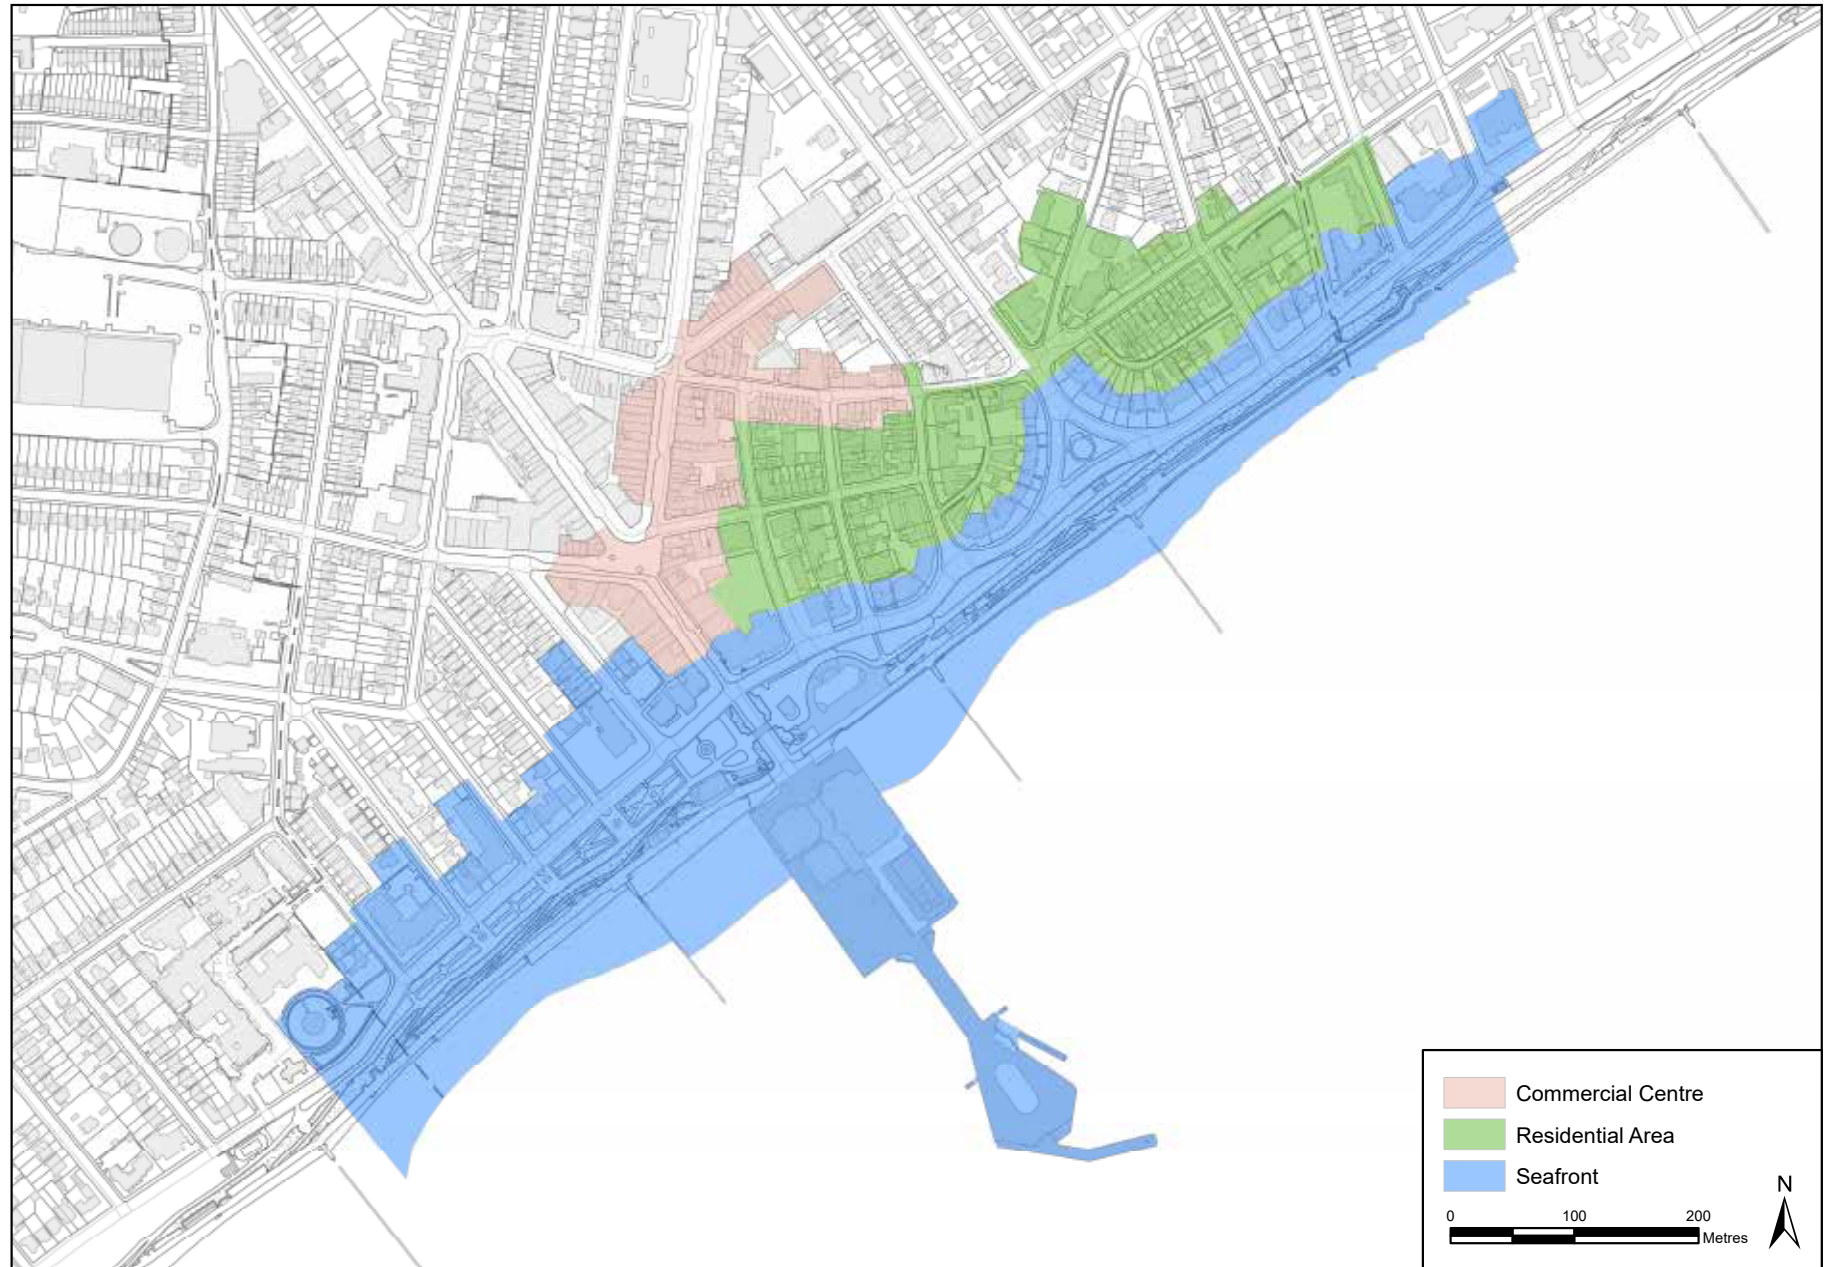 Commercial Centre
Residential Area
Seafront
N
0 100 200
Metres